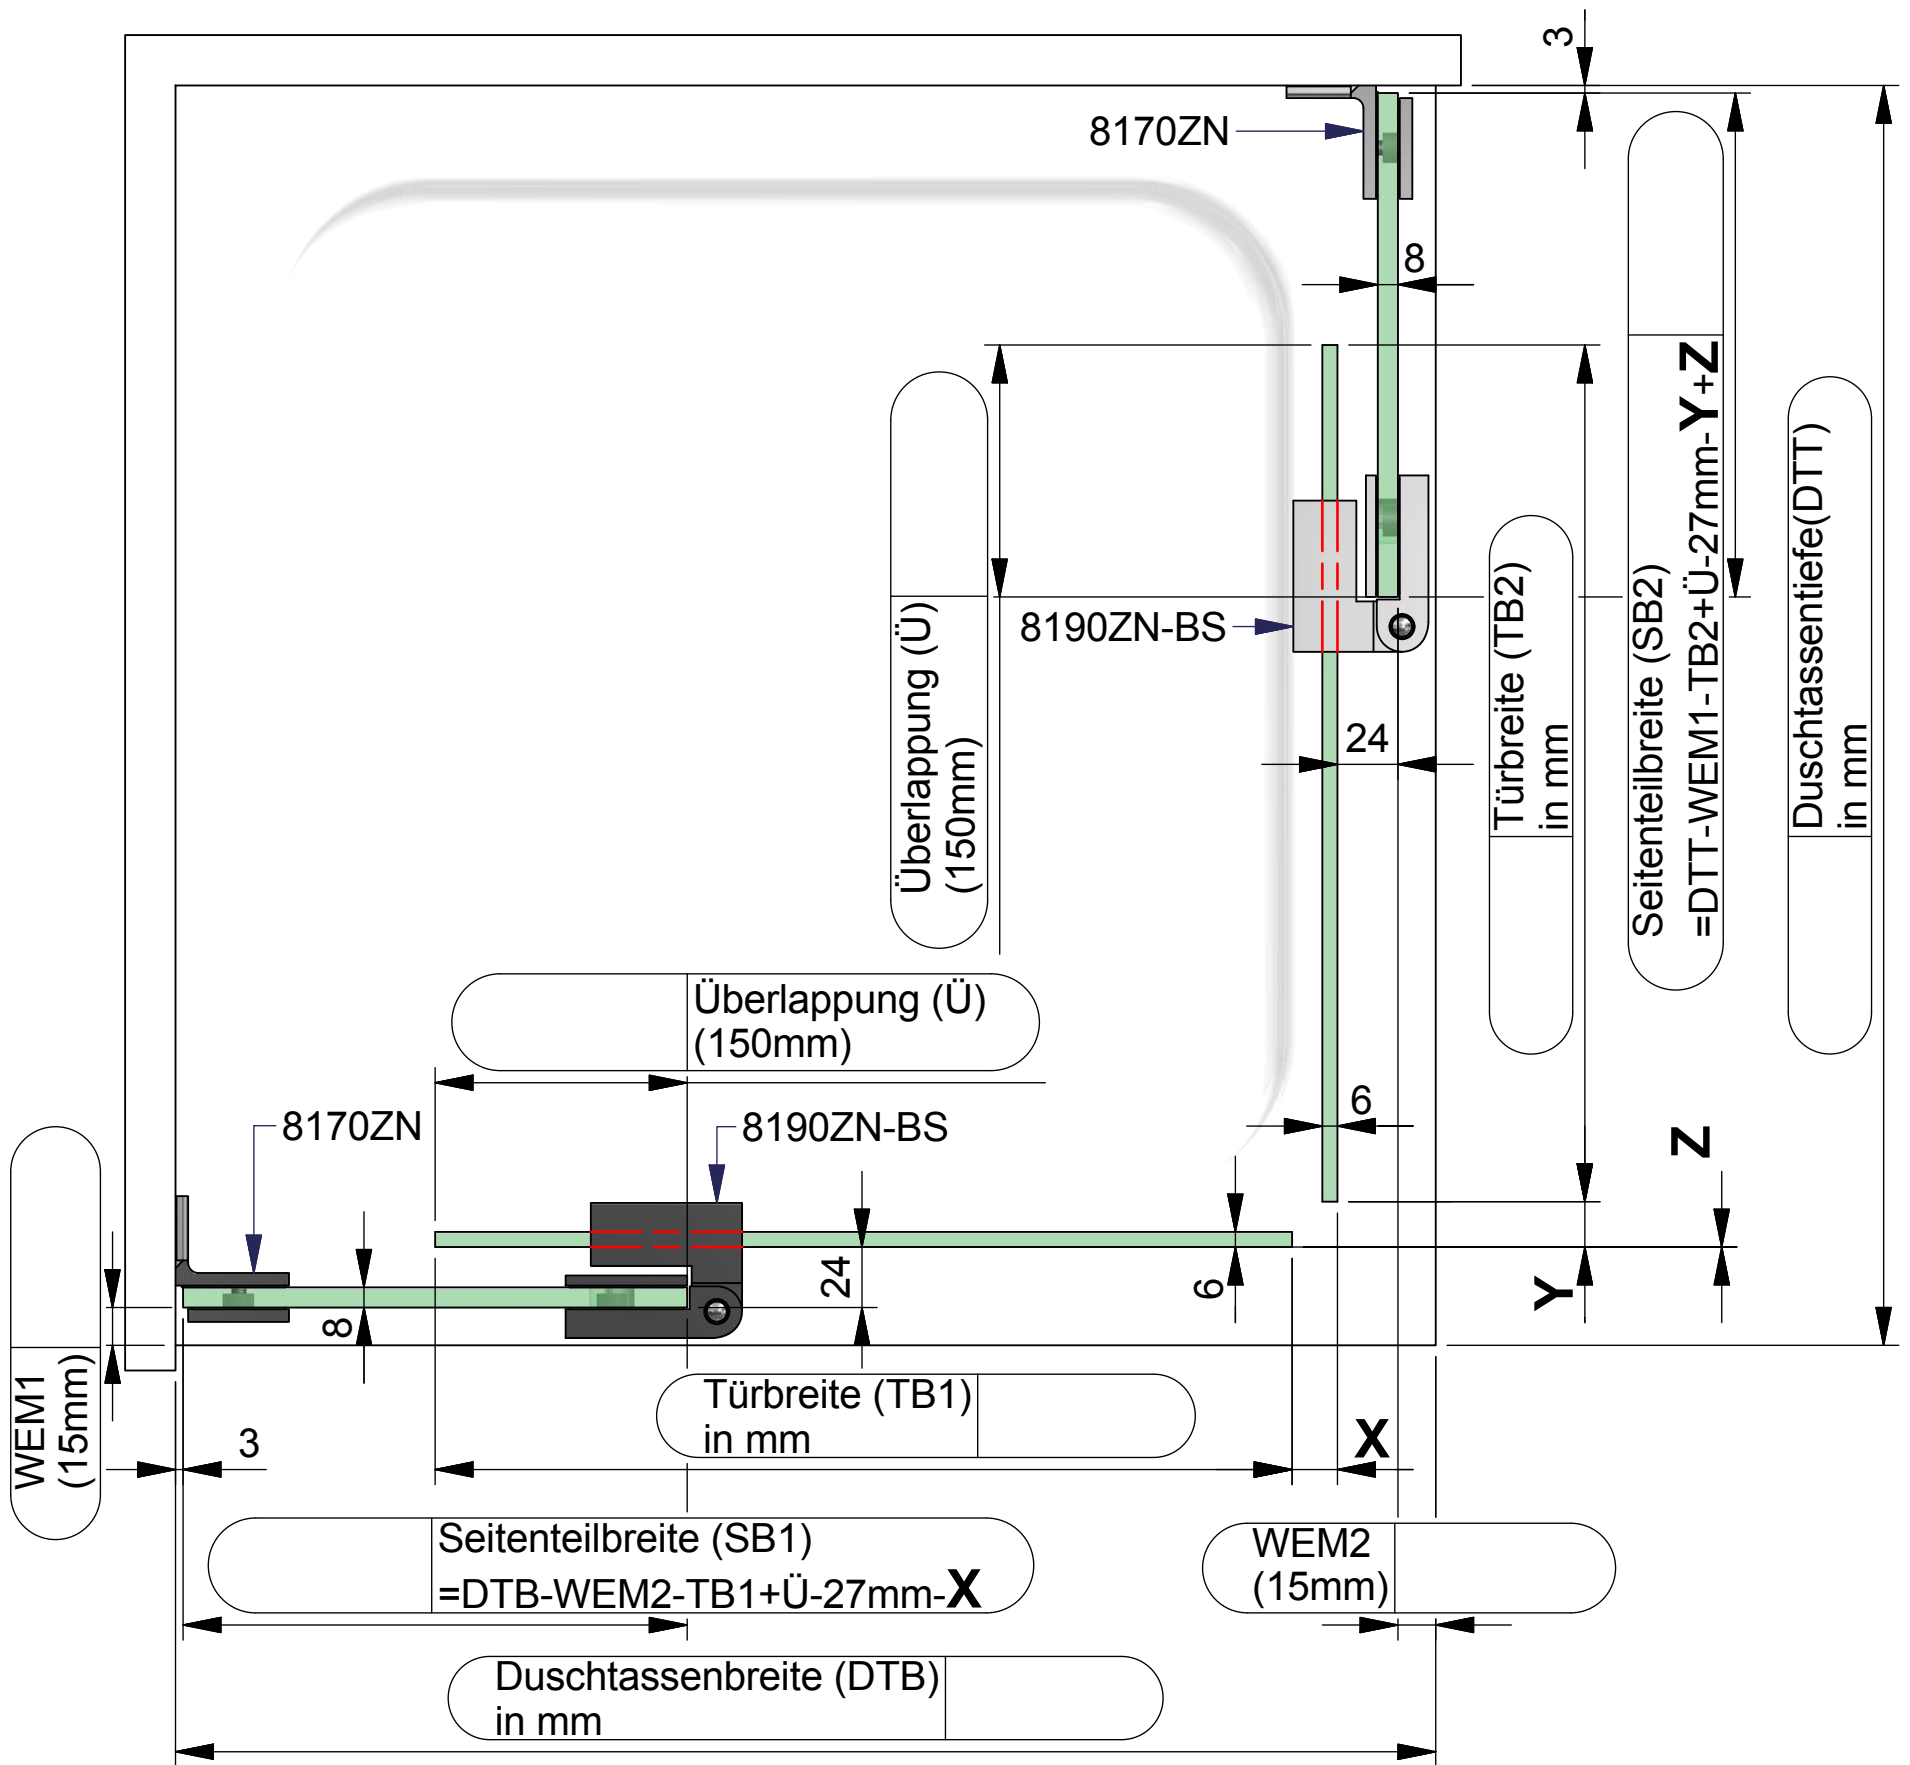 3
8170ZN
8
Überlappung (Ü)
(150mm)
8190ZN-BS
24
Türbreite (TB2)
in mm
Seitenteilbreite (SB2)
=DTT-WEM1-TB2+Ü-27mm-Y+Z
Duschtassentiefe(DTT)
in mm
Überlappung (Ü)
(150mm)
8170ZN
8190ZN-BS
6
Z
24
6
Y
8
WEM1
(15mm)
3
Türbreite (TB1)
in mm
X
Seitenteilbreite (SB1)
=DTB-WEM2-TB1+Ü-27mm-X
WEM2
(15mm)
Duschtassenbreite (DTB)
in mm